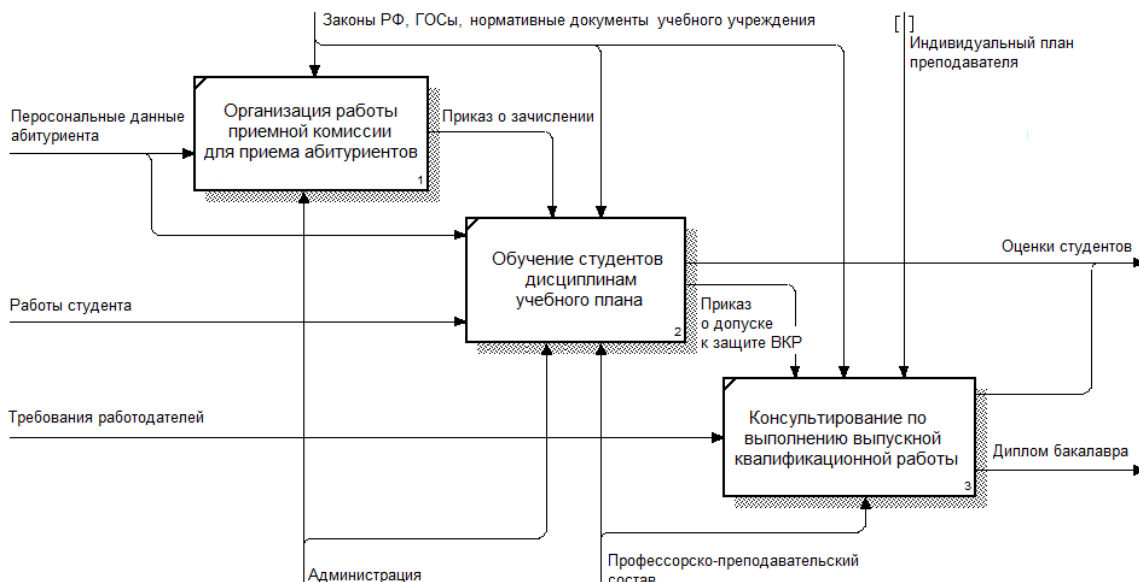 Законы РФ, ГОСы, нормативные документы учебного учреждения
[ ]
Индивидуальный план
преподавателя
Перосональные данные
абитуриента
Организация работы
приемной комиссии
для приема абитуриентов
1
Приказ о зачислении
Обучение студентов
дисциплинам
учебного плана
2
Оценки студентов
Работы студента
Приказ
о допуске
к защите ВКР
Требования работодателей
Консультирование по
выполнению выпускной
квалификационной работы
3
Диплом бакалавра
Администрация
Профессорско-преподавательский
состав